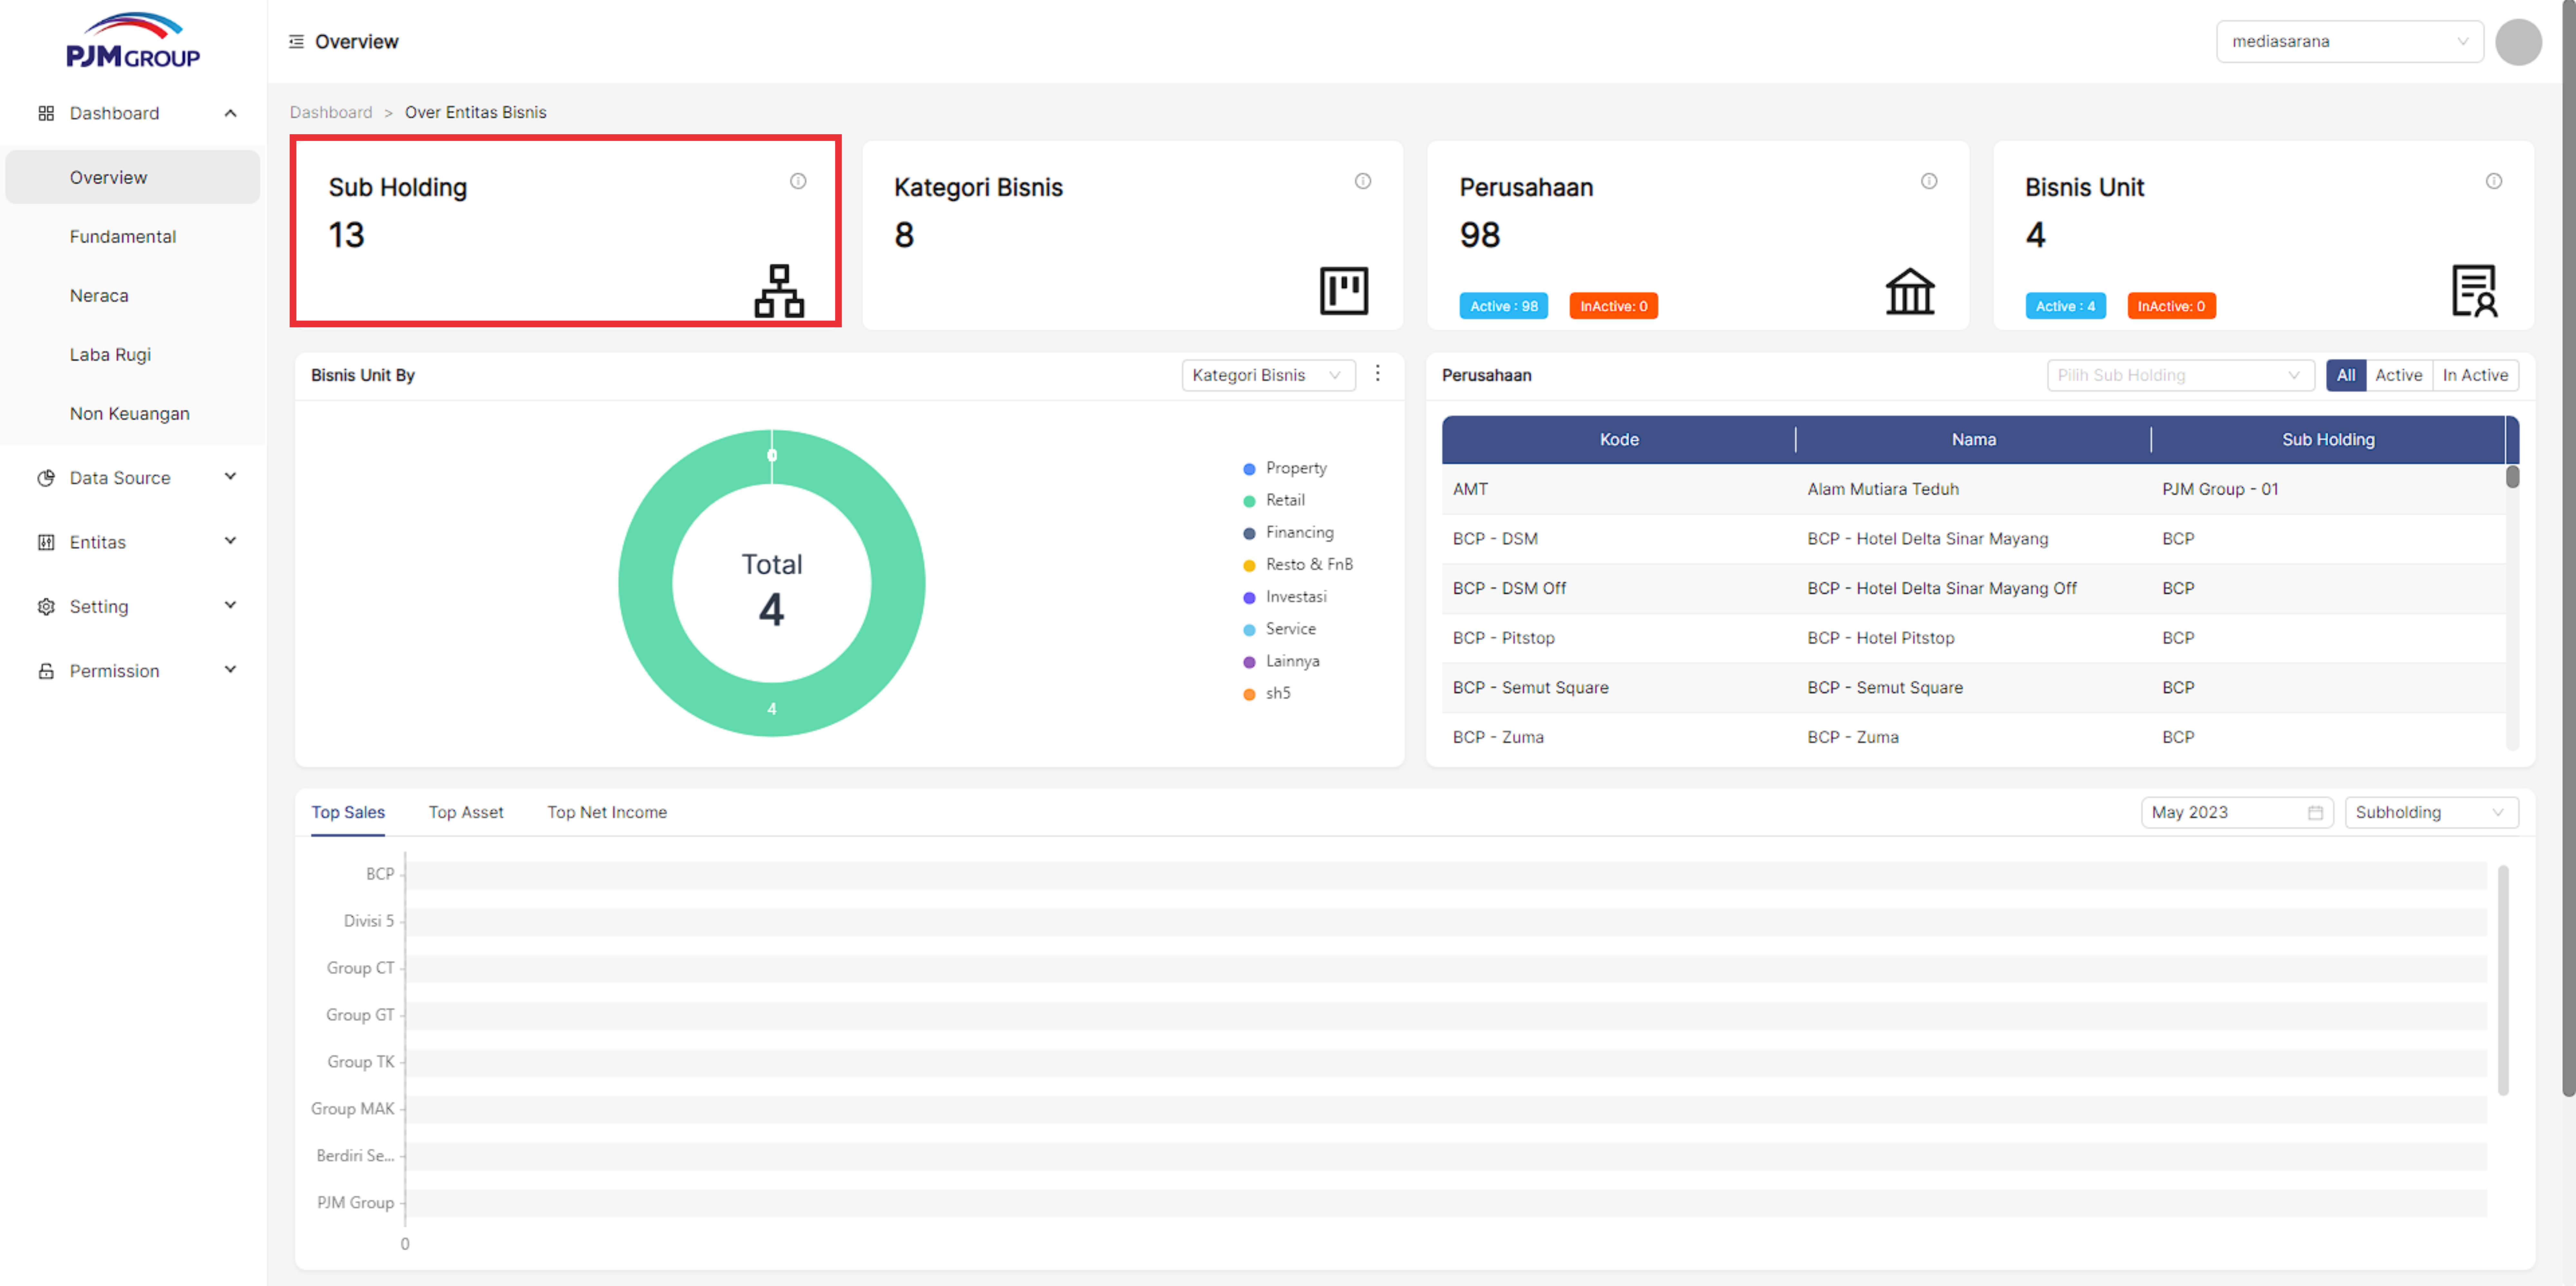 PJM GROUP
Dashboard
Overview
Fundamental
Neraca
Laba Rugi
Non Keuangan
Data Source
Entitas
Setting
Permission
Overview
mediasarana
Dashboard > Over Entitas Bisnis
Sub Holding
13
Kategori Bisnis
8
Perusahaan
98
Active : 98 InActive: 0
Bisnis Unit
4
Active : 4 InActive: 0
Bisnis Unit By
Kategori Bisnis
0
Total
4
4
Property
Retail
Financing
Resto & FnB
Investasi
Service
Lainnya
sh5
Perusahaan
Pilih Sub Holding
All Active In Active
Kode Nama Sub Holding
AMT Alam Mutiara Teduh PJM Group - 01
BCP - DSM BCP - Hotel Delta Sinar Mayang BCP
BCP - DSM Off BCP - Hotel Delta Sinar Mayang Off BCP
BCP - Pitstop BCP - Hotel Pitstop BCP
BCP - Semut Square BCP - Semut Square BCP
BCP - Zuma BCP - Zuma BCP
Top Sales Top Asset Top Net Income
May 2023 Subholding
BCP
Divisi 5
Group CT
Group GT
Group TK
Group MAK
Berdiri Se...
PJM Group
0